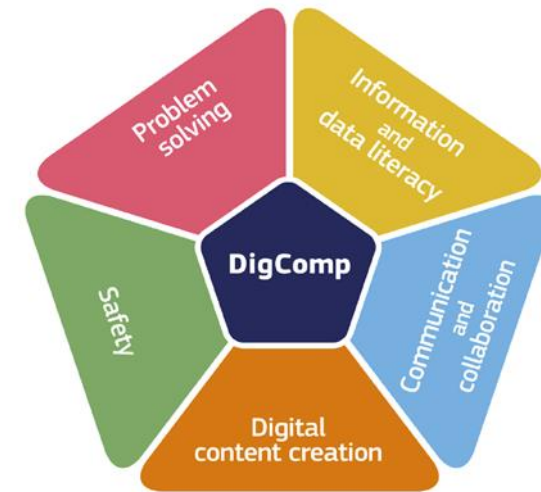 Problem
solving
Information
and
data literacy
DigComp
Safety
Communication
and
collaboration
Digital
content creation